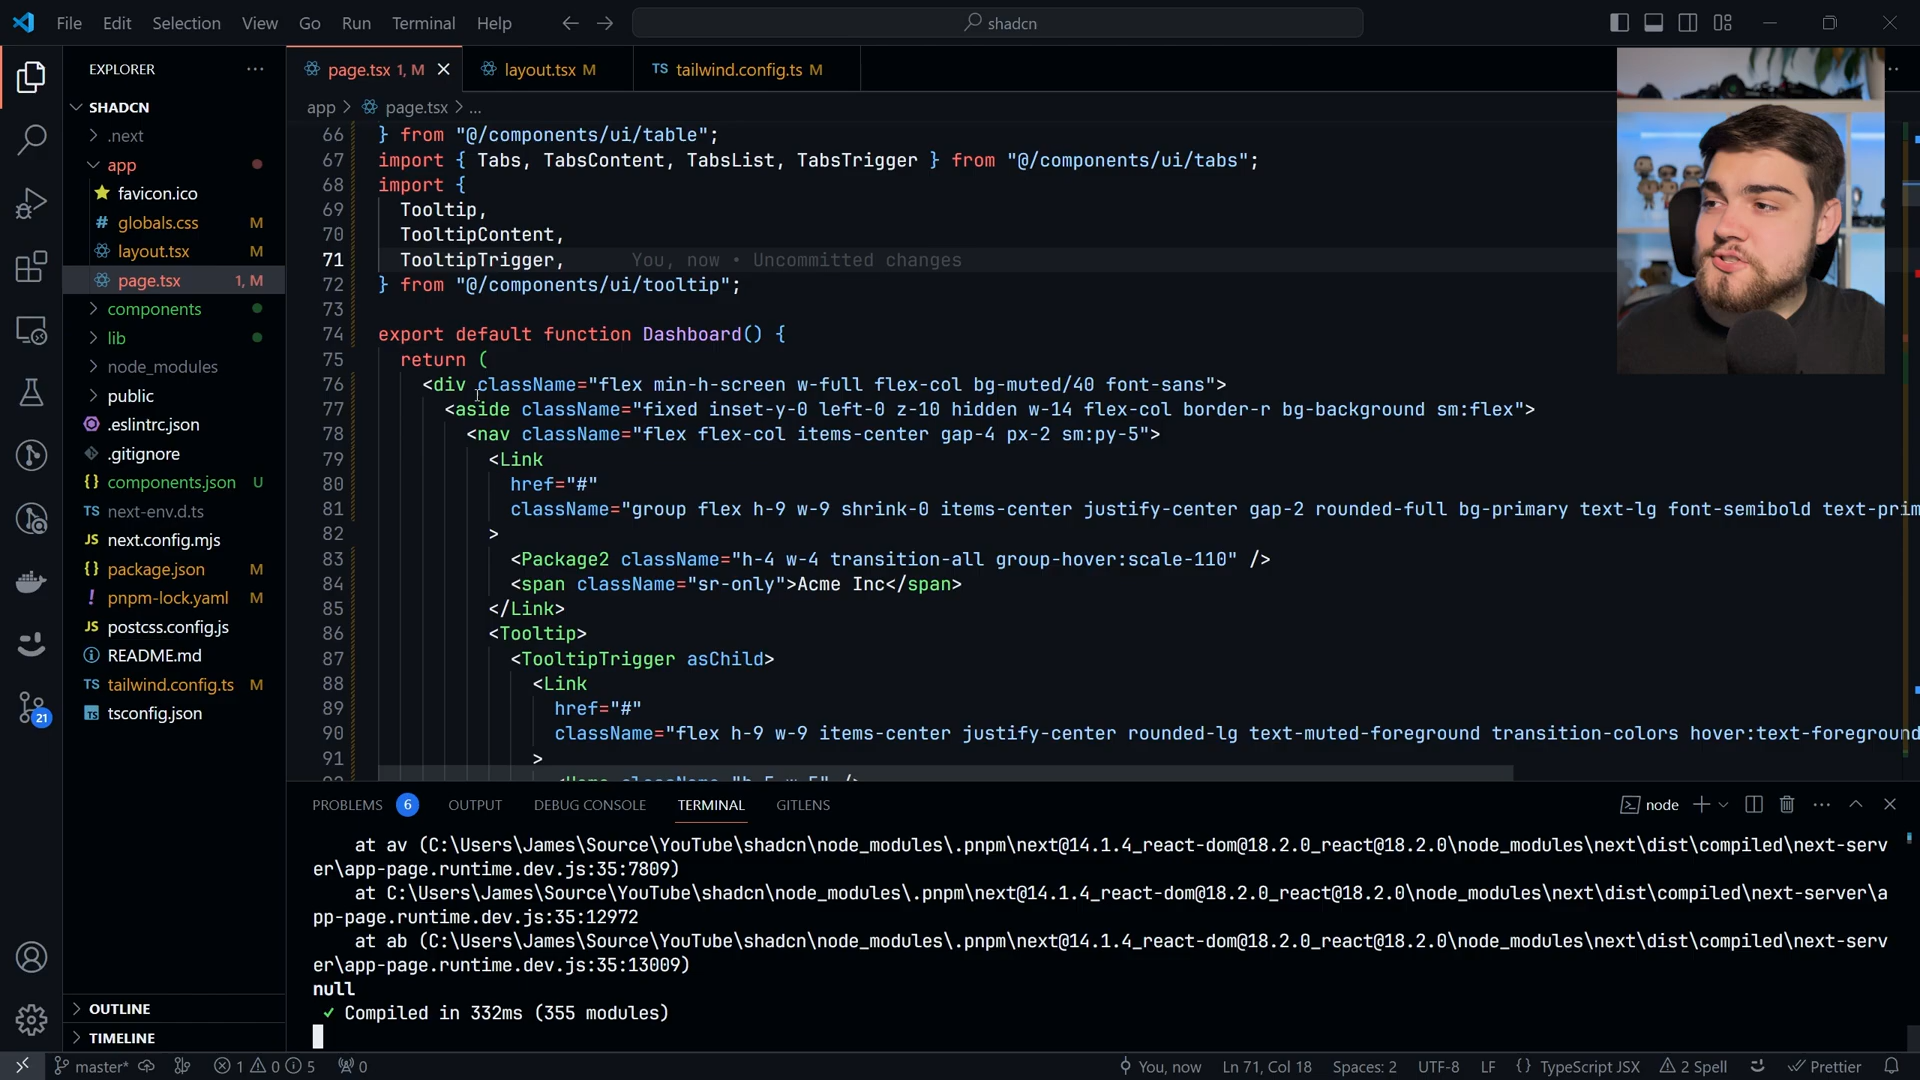 File Edit Selection View Go Run Terminal Help
shadcn
EXPLORER
page.tsx 1, M
layout.tsx M
TS tailwind.config.ts M
SHADCN
.next
app
favicon.ico
# globals.css M
layout.tsx M
page.tsx 1, M
components
lib
node_modules
public
.eslintrc.json
.gitignore
{} components.json U
TS next-env.d.ts
JS next.config.mjs
{} package.json M
! pnpm-lock.yaml M
JS postcss.config.js
README.md
TS tailwind.config.ts M
TS tsconfig.json
21
OUTLINE
TIMELINE
app > page.tsx > ...
66 } from "@/components/ui/table";
67 import { Tabs, TabsContent, TabsList, TabsTrigger } from "@/components/ui/tabs";
68 import {
69 Tooltip,
70 TooltipContent,
71 TooltipTrigger, You, now • Uncommitted changes
72 } from "@/components/ui/tooltip";
73
74 export default function Dashboard() {
75 return (
76 <div className="flex min-h-screen w-full flex-col bg-muted/40 font-sans">
77 <aside className="fixed inset-y-0 left-0 z-10 hidden w-14 flex-col border-r bg-background sm:flex">
78 <nav className="flex flex-col items-center gap-4 px-2 sm:py-5">
79 <Link
80 href="#"
81 className="group flex h-9 w-9 shrink-0 items-center justify-center gap-2 rounded-full bg-primary text-lg font-semibold text-prim
82 >
83 <Package2 className="h-4 w-4 transition-all group-hover:scale-110" />
84 <span className="sr-only">Acme Inc</span>
85 </Link>
86 <Tooltip>
87 <TooltipTrigger asChild>
88 <Link
89 href="#"
90 className="flex h-9 w-9 items-center justify-center rounded-lg text-muted-foreground transition-colors hover:text-foreground
91 >
PROBLEMS 6 OUTPUT DEBUG CONSOLE TERMINAL GITLENS
node
at av (C:\Users\James\Source\YouTube\shadcn\node_modules\.pnpm\next@14.1.4_react-dom@18.2.0_react@18.2.0\node_modules\next\dist\compiled\next-serv
er\app-page.runtime.dev.js:35:7809)
at C:\Users\James\Source\YouTube\shadcn\node_modules\.pnpm\next@14.1.4_react-dom@18.2.0_react@18.2.0\node_modules\next\dist\compiled\next-server\a
pp-page.runtime.dev.js:35:12972
at ab (C:\Users\James\Source\YouTube\shadcn\node_modules\.pnpm\next@14.1.4_react-dom@18.2.0_react@18.2.0\node_modules\next\dist\compiled\next-serv
er\app-page.runtime.dev.js:35:13009)
null
✓ Compiled in 332ms (355 modules)
master* 1 0 5 0 You, now Ln 71, Col 18 Spaces: 2 UTF-8 LF {} TypeScript JSX 2 Spell Prettier